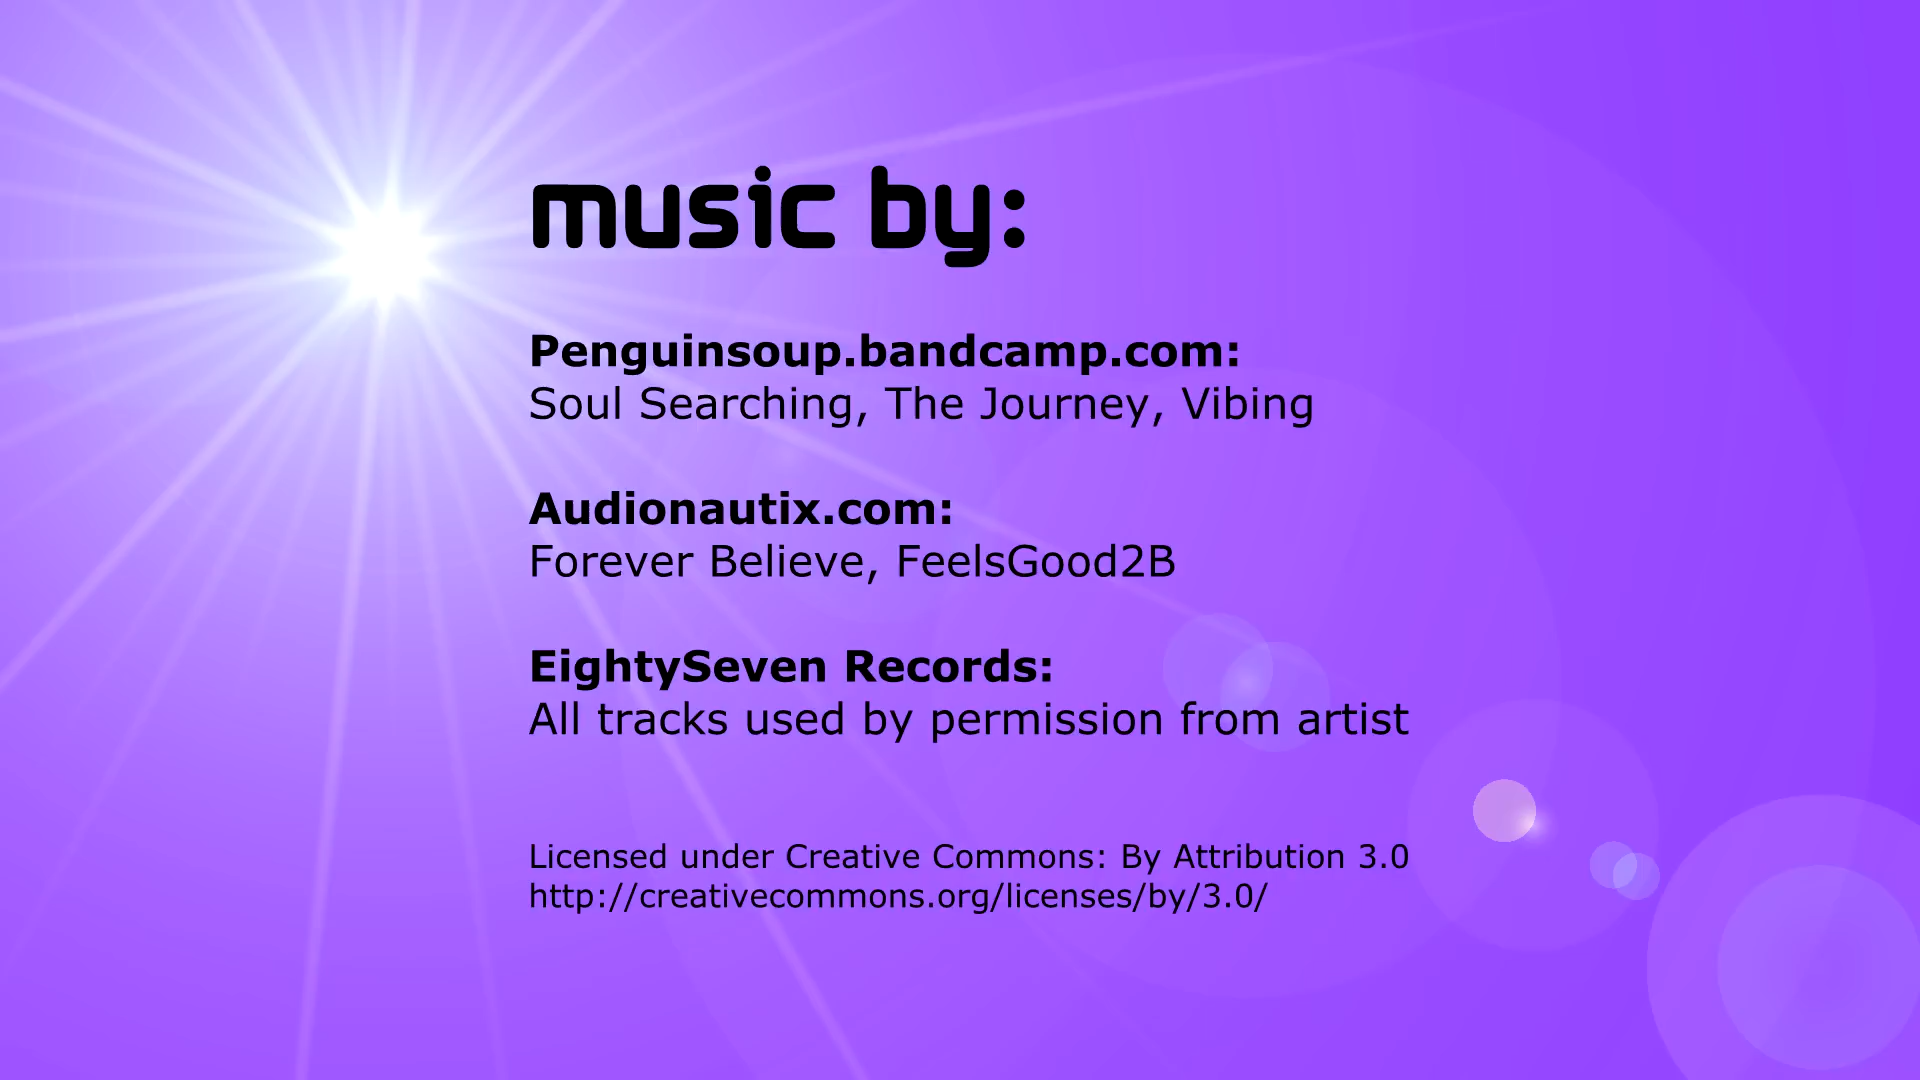 music by:
Penguinsoup.bandcamp.com:
Soul Searching, The Journey, Vibing
Audionautix.com:
Forever Believe, FeelsGood2B
EightySeven Records:
All tracks used by permission from artist
Licensed under Creative Commons: By Attribution 3.0
http://creativecommons.org/licenses/by/3.0/